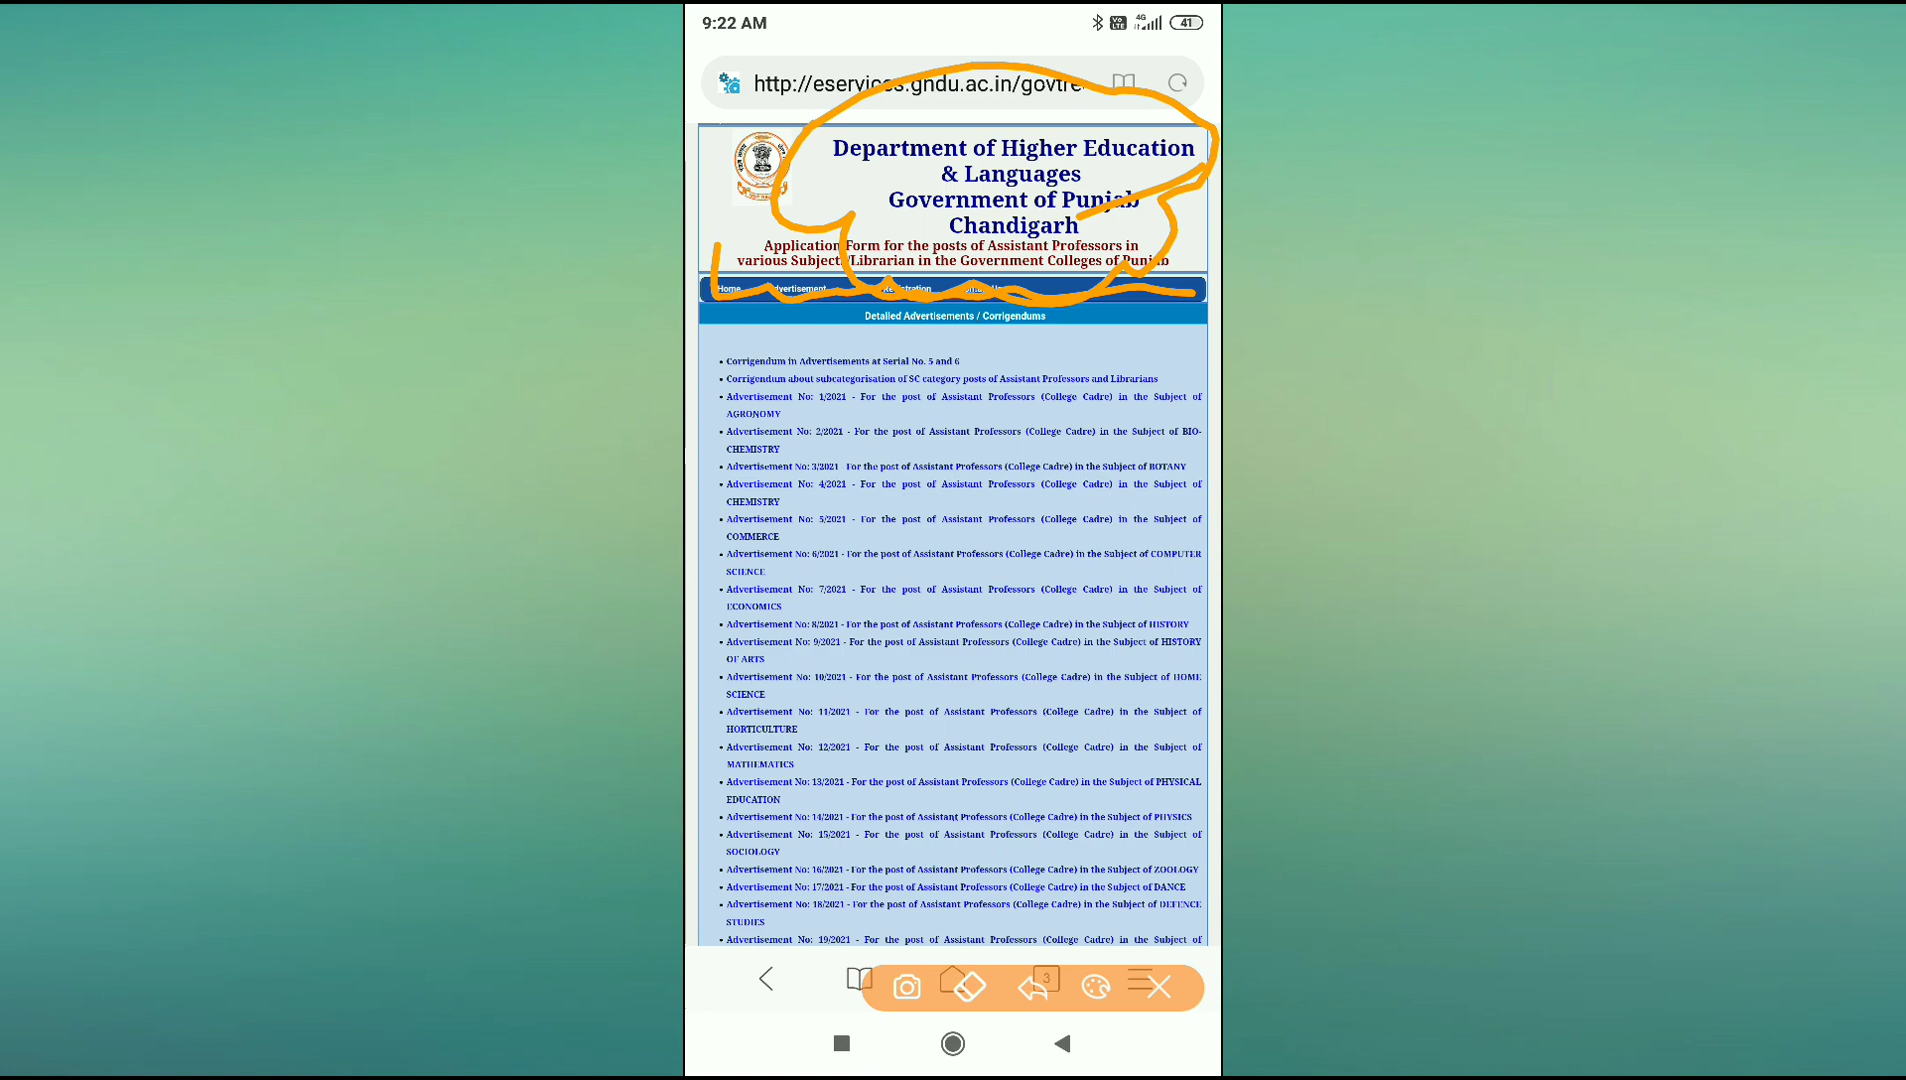 9:22 AM
Vo LTE
4G
41
http://eservices.gndu.ac.in/govtre
Department of Higher Education
& Languages
Government of Punjab
Chandigarh
Application Form for the posts of Assistant Professors in
various Subjects/Librarian in the Government Colleges of Punjab
Home Advertisement Registration
Detailed Advertisements / Corrigendums
• Corrigendum in Advertisements at Serial No. 5 and 6
• Corrigendum about subcategorisation of SC category posts of Assistant Professors and Librarians
• Advertisement No: 1/2021 - For the post of Assistant Professors (College Cadre) in the Subject of
AGRONOMY
• Advertisement No: 2/2021 - For the post of Assistant Professors (College Cadre) in the Subject of BIO-
CHEMISTRY
• Advertisement No: 3/2021 - For the post of Assistant Professors (College Cadre) in the Subject of BOTANY
• Advertisement No: 4/2021 - For the post of Assistant Professors (College Cadre) in the Subject of
CHEMISTRY
• Advertisement No: 5/2021 - For the post of Assistant Professors (College Cadre) in the Subject of
COMMERCE
• Advertisement No: 6/2021 - For the post of Assistant Professors (College Cadre) in the Subject of COMPUTER
SCIENCE
• Advertisement No: 7/2021 - For the post of Assistant Professors (College Cadre) in the Subject of
ECONOMICS
• Advertisement No: 8/2021 - For the post of Assistant Professors (College Cadre) in the Subject of HISTORY
• Advertisement No: 9/2021 - For the post of Assistant Professors (College Cadre) in the Subject of HISTORY
OF ARTS
• Advertisement No: 10/2021 - For the post of Assistant Professors (College Cadre) in the Subject of HOME
SCIENCE
• Advertisement No: 11/2021 - For the post of Assistant Professors (College Cadre) in the Subject of
HORTICULTURE
• Advertisement No: 12/2021 - For the post of Assistant Professors (College Cadre) in the Subject of
MATHEMATICS
• Advertisement No: 13/2021 - For the post of Assistant Professors (College Cadre) in the Subject of PHYSICAL
EDUCATION
• Advertisement No: 14/2021 - For the post of Assistant Professors (College Cadre) in the Subject of PHYSICS
• Advertisement No: 15/2021 - For the post of Assistant Professors (College Cadre) in the Subject of
SOCIOLOGY
• Advertisement No: 16/2021 - For the post of Assistant Professors (College Cadre) in the Subject of ZOOLOGY
• Advertisement No: 17/2021 - For the post of Assistant Professors (College Cadre) in the Subject of DANCE
• Advertisement No: 18/2021 - For the post of Assistant Professors (College Cadre) in the Subject of DEFENCE
STUDIES
• Advertisement No: 19/2021 - For the post of Assistant Professors (College Cadre) in the Subject of
3